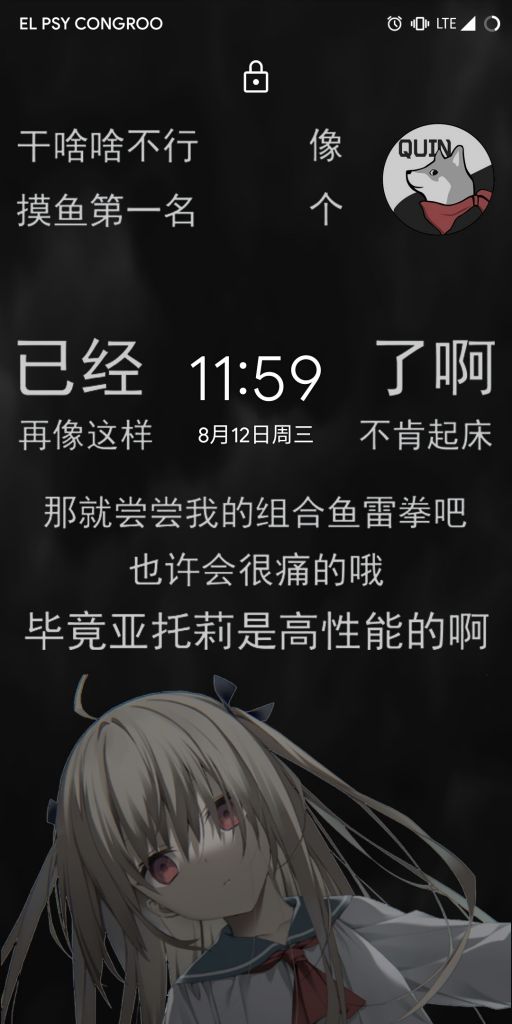 EL PSY CONGROO LTE
干啥啥不行 像 QUIN
摸鱼第一名 个
已经 11:59 了啊
再像这样 8月12日周三 不肯起床
那就尝尝我的组合鱼雷拳吧
也许会很痛的哦
毕竟亚托莉是高性能的啊